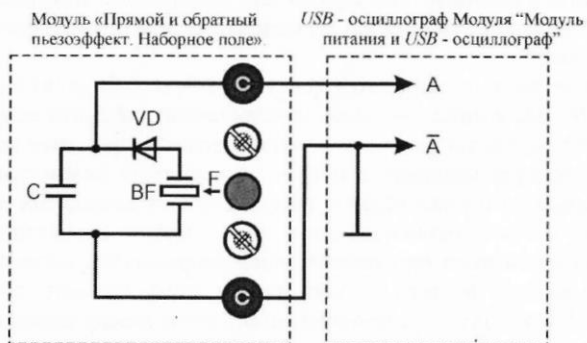 Модуль «Прямой и обратный
пьезоэффект. Наборное поле».
USB - осциллограф Модуля “Модуль
питания и USB - осциллограф”
C
A
VD
A̅
C
BF
F
C